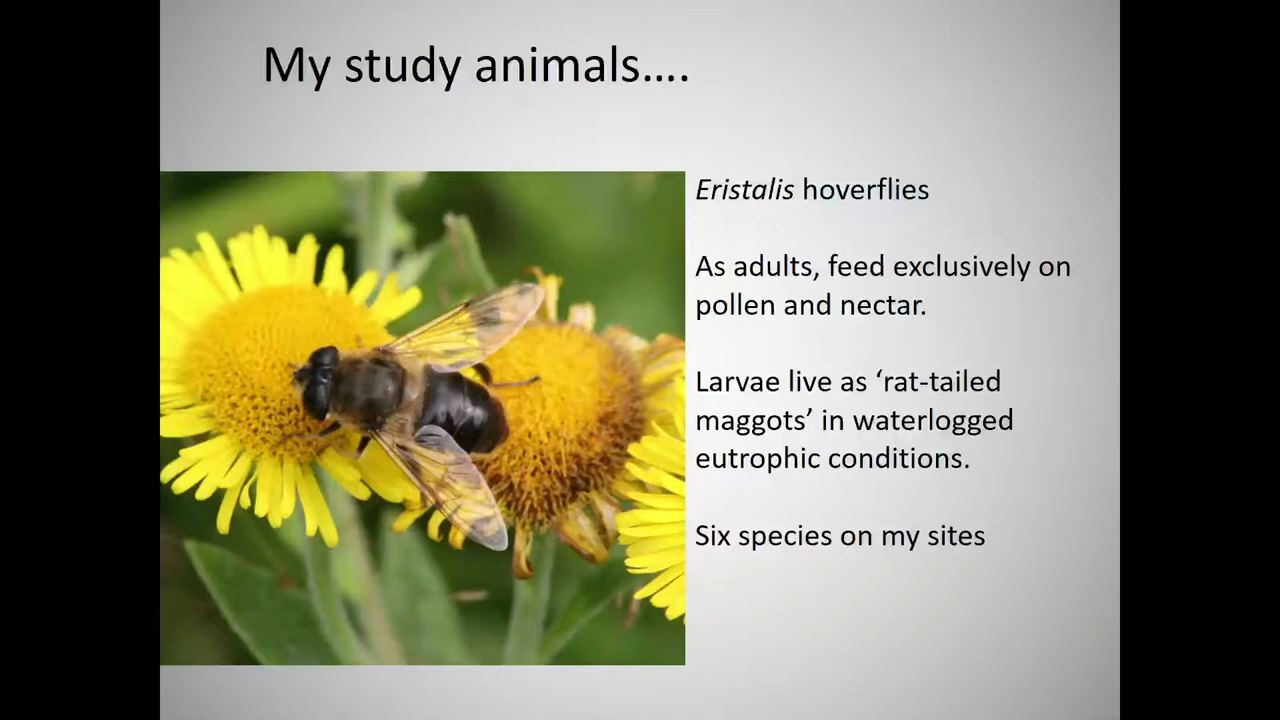 My study animals....
Eristalis hoverflies
As adults, feed exclusively on
pollen and nectar.
Larvae live as ‘rat-tailed
maggots’ in waterlogged
eutrophic conditions.
Six species on my sites